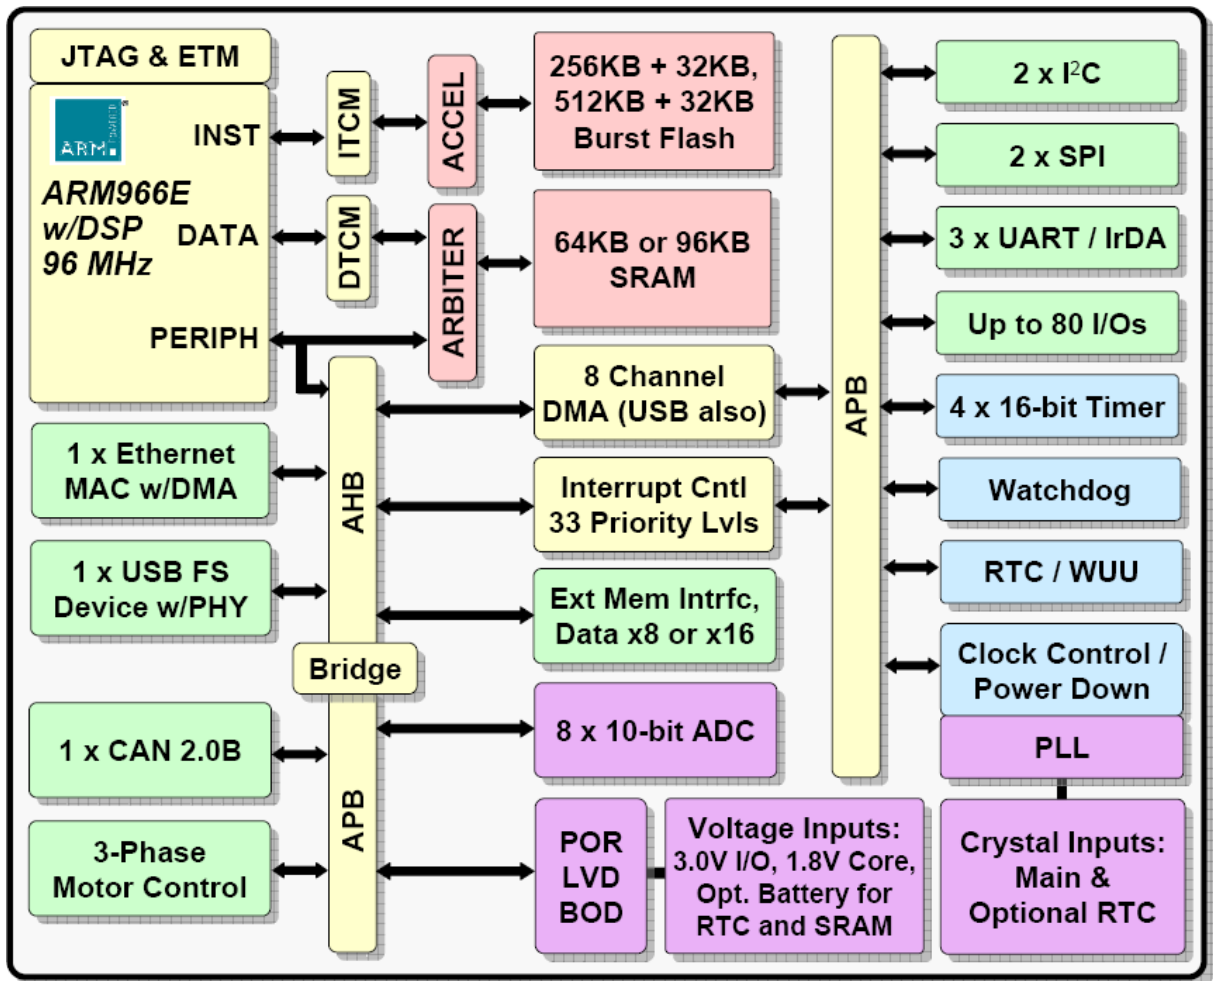 JTAG & ETM
ARM
INST
ARM966E
w/DSP
96 MHz
DATA
PERIPH
ITCM
DTCM
ACCEL
ARBITER
256KB + 32KB,
512KB + 32KB
Burst Flash
64KB or 96KB
SRAM
1 x Ethernet
MAC w/DMA
1 x USB FS
Device w/PHY
1 x CAN 2.0B
3-Phase
Motor Control
AHB
Bridge
APB
8 Channel
DMA (USB also)
Interrupt Cntl
33 Priority Lvls
Ext Mem Intrfc,
Data x8 or x16
8 x 10-bit ADC
POR
LVD
BOD
Voltage Inputs:
3.0V I/O, 1.8V Core,
Opt. Battery for
RTC and SRAM
APB
2 x I²C
2 x SPI
3 x UART / IrDA
Up to 80 I/Os
4 x 16-bit Timer
Watchdog
RTC / WUU
Clock Control /
Power Down
PLL
Crystal Inputs:
Main &
Optional RTC